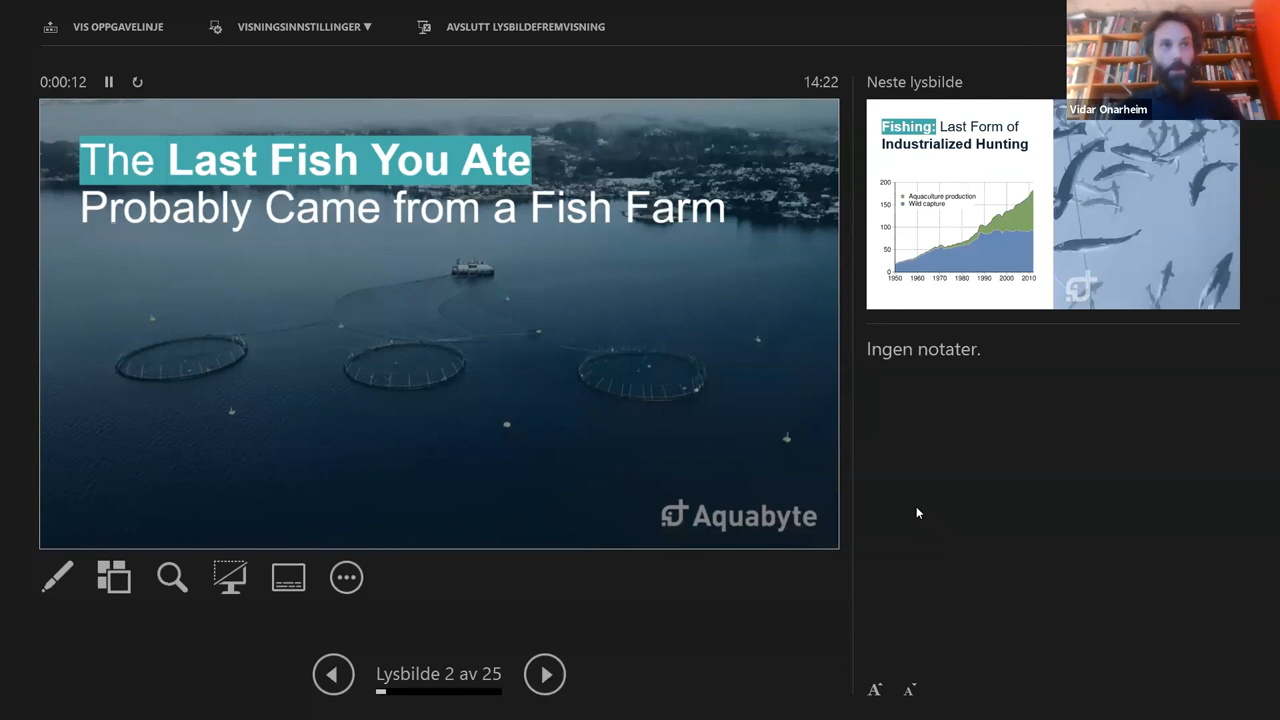 VIS OPPGAVELINJE
VISNINGSINNSTILLINGER ▼
AVSLUTT LYSBILDEFREMVISNING
0:00:12
14:22
Neste lysbilde
Vidar Onarheim
The Last Fish You Ate
Probably Came from a Fish Farm
Aquabyte
Fishing: Last Form of
Industrialized Hunting
200
150
100
50
0
Aquaculture production
Wild capture
1950 1960 1970 1980 1990 2000 2010
Ingen notater.
Lysbilde 2 av 25
A A